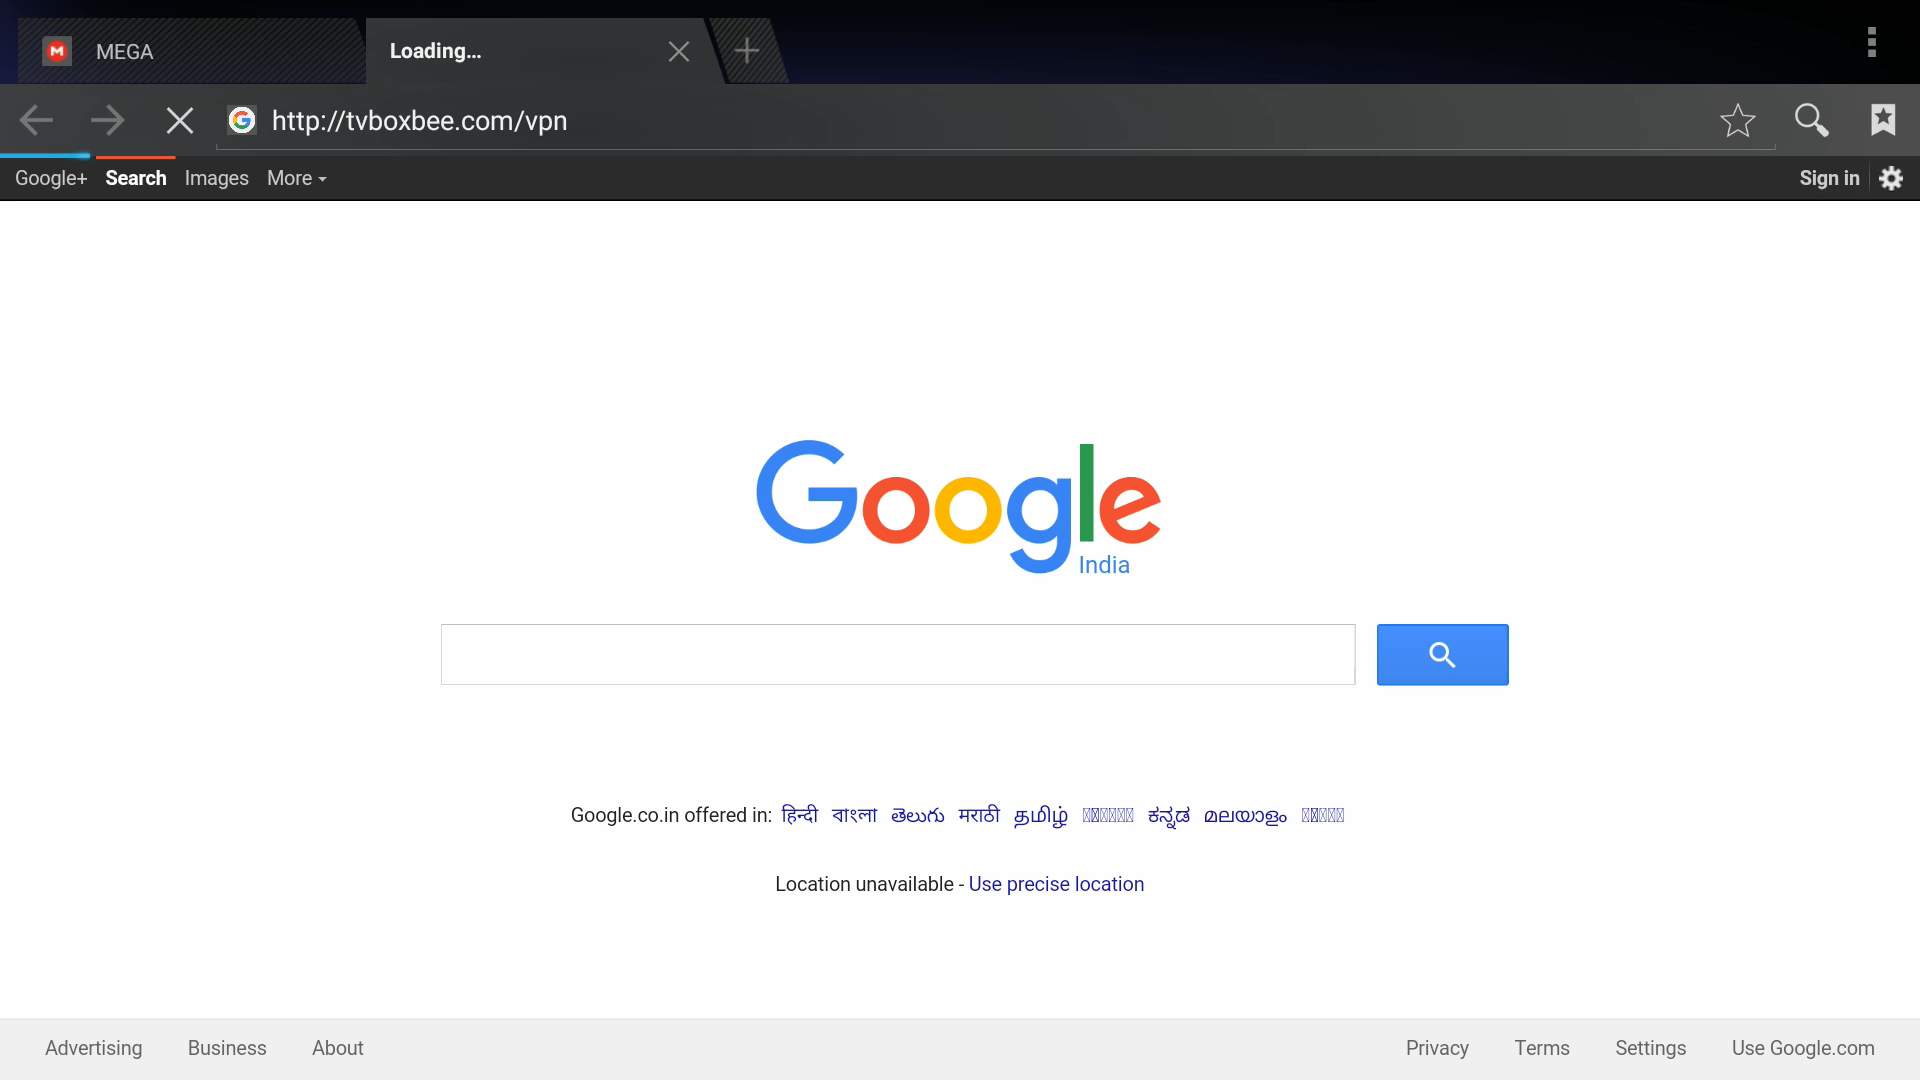 MEGA
Loading...
http://tvboxbee.com/vpn
Google+ Search Images More
Sign in
Google
India
Google.co.in offered in: हिन्दी বাংলা తెలుగు मराठी தமிழ் ಕನ್ನಡ മലയാളം
Location unavailable - Use precise location
Advertising Business About
Privacy Terms Settings Use Google.com